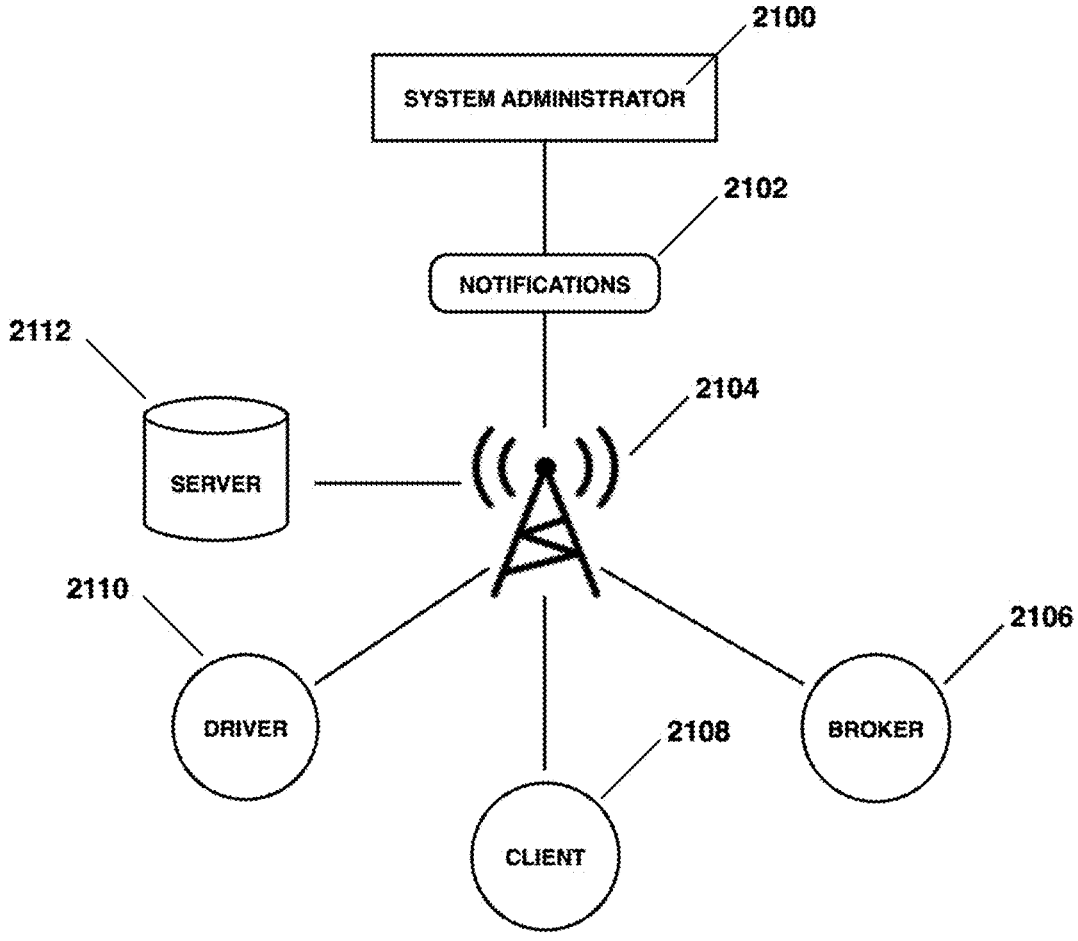 2100
SYSTEM ADMINISTRATOR
2102
NOTIFICATIONS
2112
2104
SERVER
2110
2106
DRIVER
BROKER
2108
CLIENT